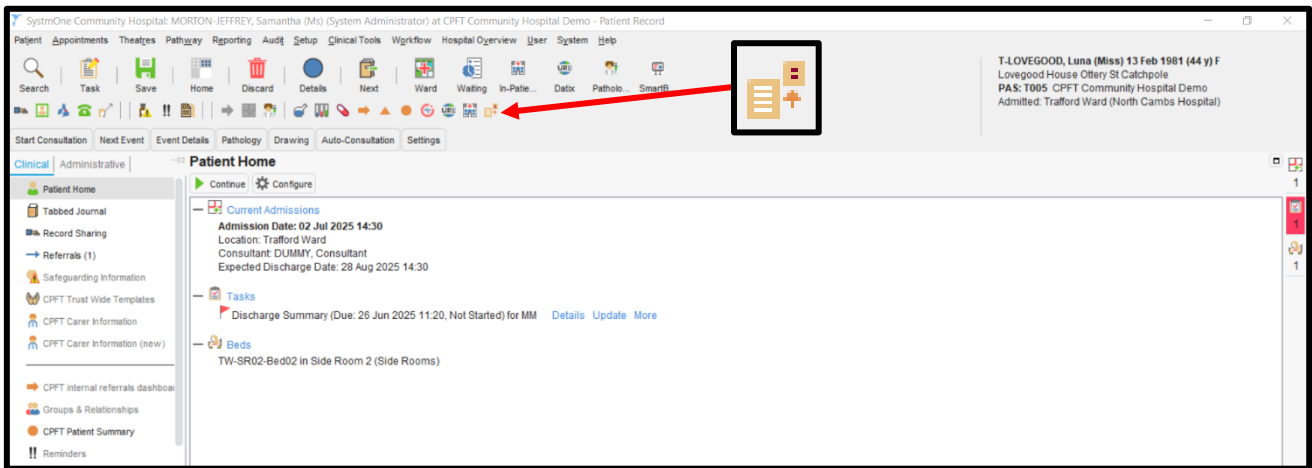 SystmOne Community Hospital: MORTON-JEFFREY, Samantha (Ms) (System Administrator) at CPFT Community Hospital Demo - Patient Record
Patient Appointments Theatres Pathway Reporting Audit Setup Clinical Tools Workflow Hospital Overview User System Help
Search Task Save Home Discard Details Next Ward Waiting In-Patie... Datix Patholo... SmartB...
T-LOVEGOOD, Luna (Miss) 13 Feb 1981 (44 y) F
Lovegood House Ottery St Catchpole
PAS: T005 CPFT Community Hospital Demo
Admitted: Trafford Ward (North Cambs Hospital)
Start Consultation Next Event Event Details Pathology Drawing Auto-Consultation Settings
Clinical Administrative
Patient Home
Tabbed Journal
Record Sharing
Referrals (1)
Safeguarding Information
CPFT Trust Wide Templates
CPFT Carer Information
CPFT Carer Information (new)
CPFT internal referrals dashboar
Groups & Relationships
CPFT Patient Summary
Reminders
Patient Home
Continue Configure
Current Admissions
Admission Date: 02 Jul 2025 14:30
Location: Trafford Ward
Consultant: DUMMY, Consultant
Expected Discharge Date: 28 Aug 2025 14:30
Tasks
Discharge Summary (Due: 26 Jun 2025 11:20, Not Started) for MM Details Update More
Beds
TW-SR02-Bed02 in Side Room 2 (Side Rooms)
1
1
1